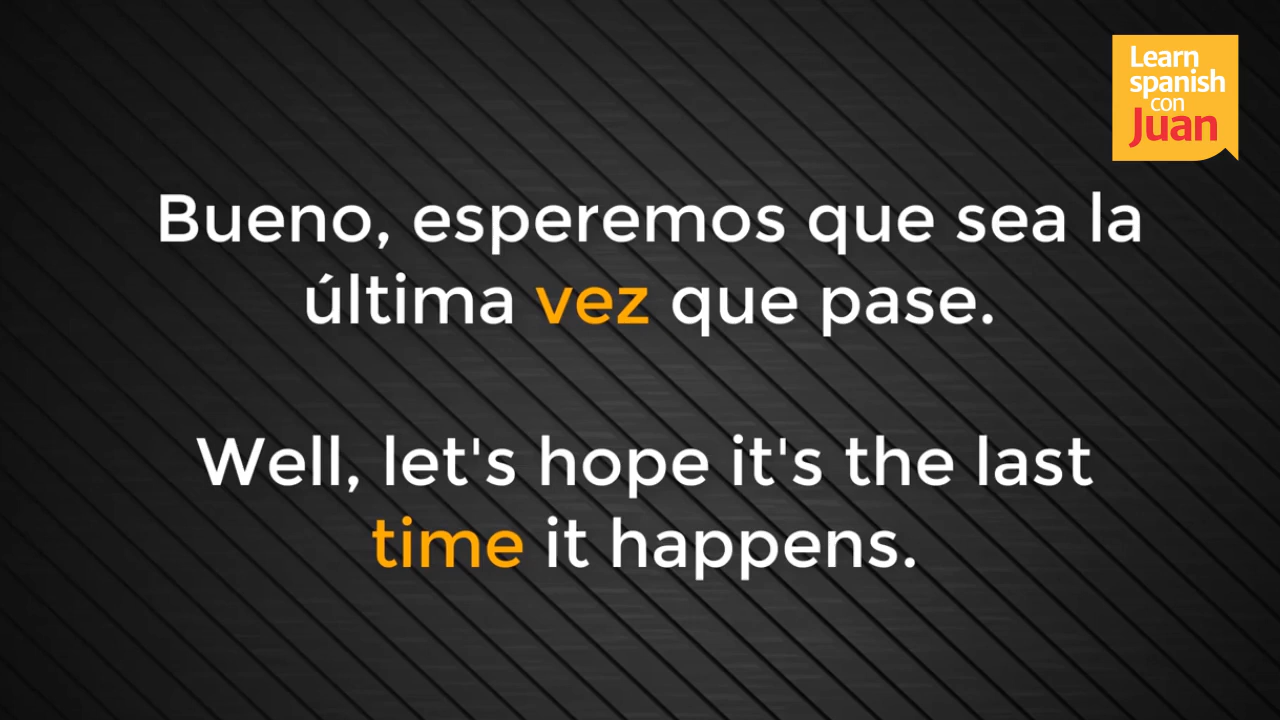 Learn
spanish
con
Juan
Bueno, esperemos que sea la
última vez que pase.
Well, let's hope it's the last
time it happens.